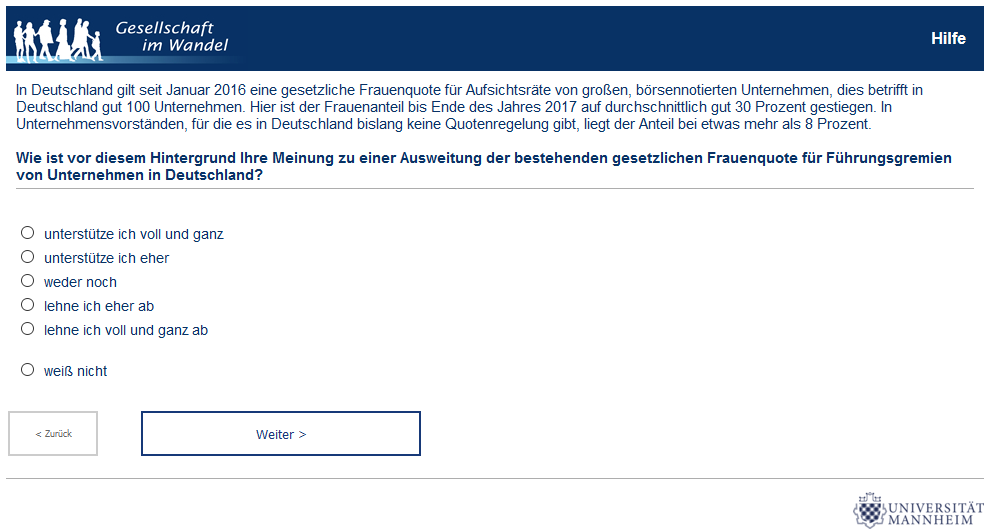 Gesellschaft
im Wandel
Hilfe
In Deutschland gilt seit Januar 2016 eine gesetzliche Frauenquote für Aufsichtsräte von großen, börsennotierten Unternehmen, dies betrifft in
Deutschland gut 100 Unternehmen. Hier ist der Frauenanteil bis Ende des Jahres 2017 auf durchschnittlich gut 30 Prozent gestiegen. In
Unternehmensvorständen, für die es in Deutschland bislang keine Quotenregelung gibt, liegt der Anteil bei etwas mehr als 8 Prozent.
Wie ist vor diesem Hintergrund Ihre Meinung zu einer Ausweitung der bestehenden gesetzlichen Frauenquote für Führungsgremien
von Unternehmen in Deutschland?
unterstütze ich voll und ganz
unterstütze ich eher
weder noch
lehne ich eher ab
lehne ich voll und ganz ab
weiß nicht
< Zurück
Weiter >
UNIVERSITÄT
MANNHEIM